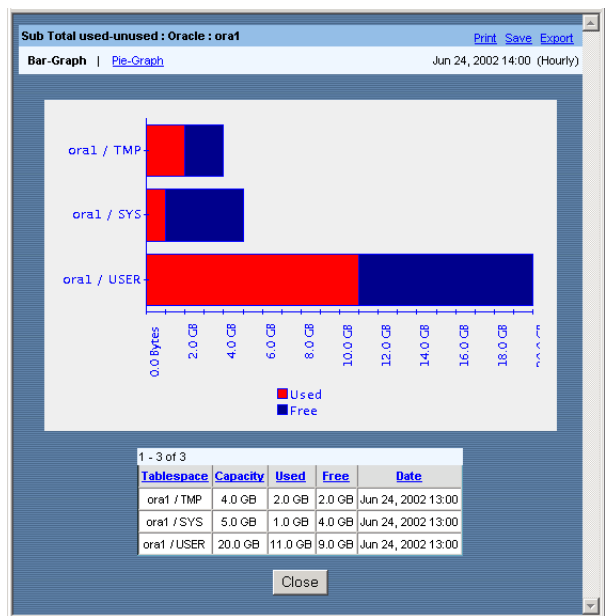 Sub Total used-unused : Oracle : ora1 Print Save Export
Bar-Graph | Pie-Graph Jun 24, 2002 14:00 (Hourly)
ora1 / TMP
ora1 / SYS
ora1 / USER
0.0 Bytes 2.0 GB 4.0 GB 6.0 GB 8.0 GB 10.0 GB 12.0 GB 14.0 GB 16.0 GB 18.0 GB
Used
Free
1 - 3 of 3
Tablespace Capacity Used Free Date
ora1 / TMP 4.0 GB 2.0 GB 2.0 GB Jun 24, 2002 13:00
ora1 / SYS 5.0 GB 1.0 GB 4.0 GB Jun 24, 2002 13:00
ora1 / USER 20.0 GB 11.0 GB 9.0 GB Jun 24, 2002 13:00
Close